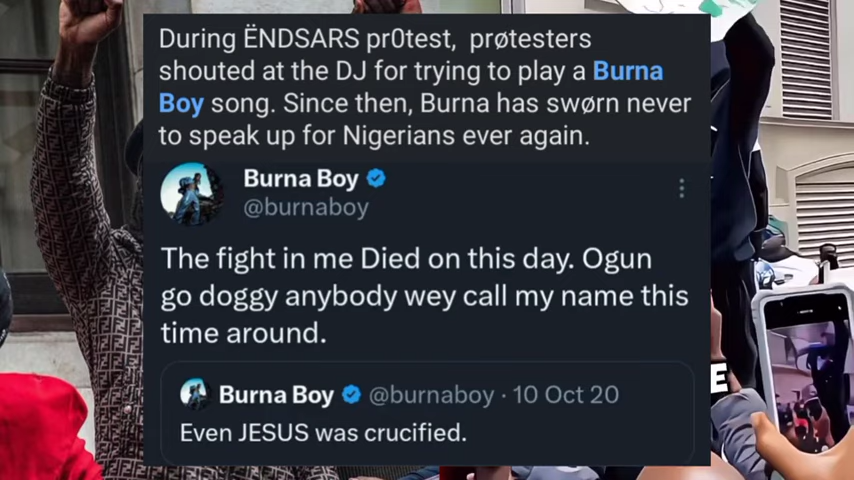 During ËNDSARS pr0test, prøtesters
shouted at the DJ for trying to play a Burna
Boy song. Since then, Burna has swørn never
to speak up for Nigerians ever again.
Burna Boy
@burnaboy
The fight in me Died on this day. Ogun
go doggy anybody wey call my name this
time around.
Burna Boy @burnaboy · 10 Oct 20
Even JESUS was crucified.